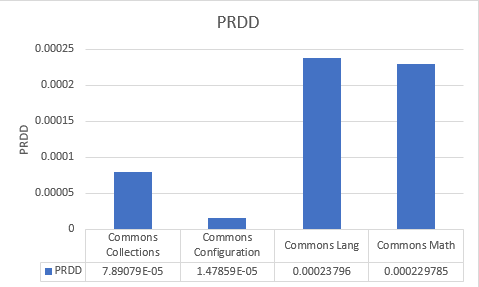 PRDD
0.00025
0.0002
0.00015
0.0001
0.00005
0
PRDD
Commons Collections
Commons Configuration
Commons Lang
Commons Math
PRDD 7.89079E-05 1.47859E-05 0.00023796 0.000229785